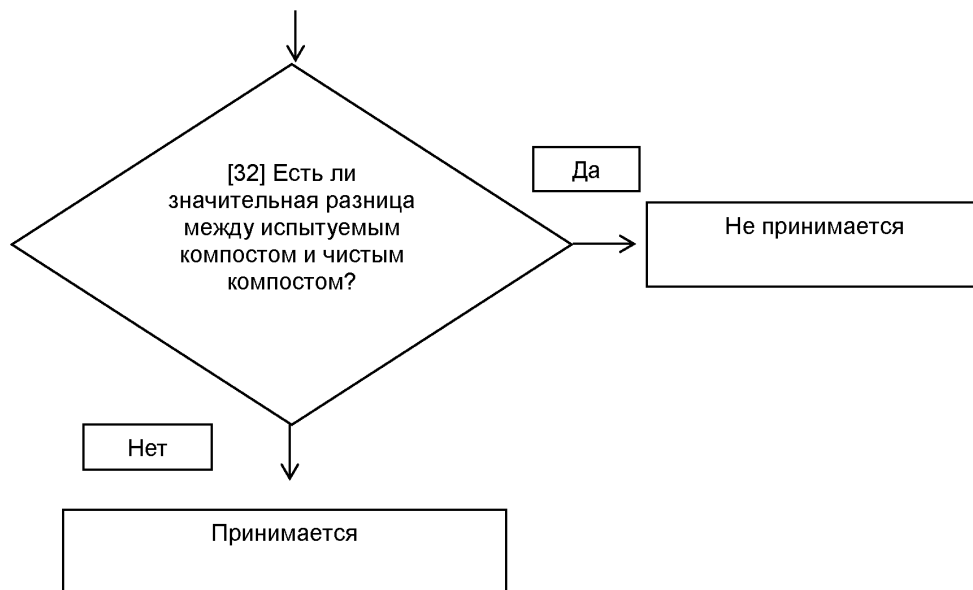 [32] Есть ли
значительная разница
между испытуемым
компостом и чистым
компостом?
Да
Не принимается
Нет
Принимается